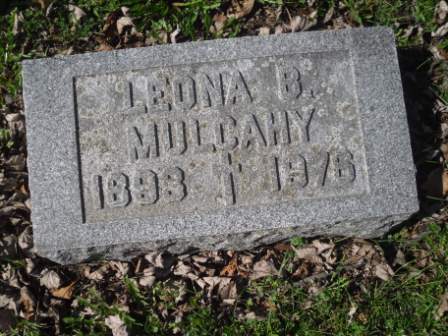 LEONA B.
MULCAHY
1898 † 1976